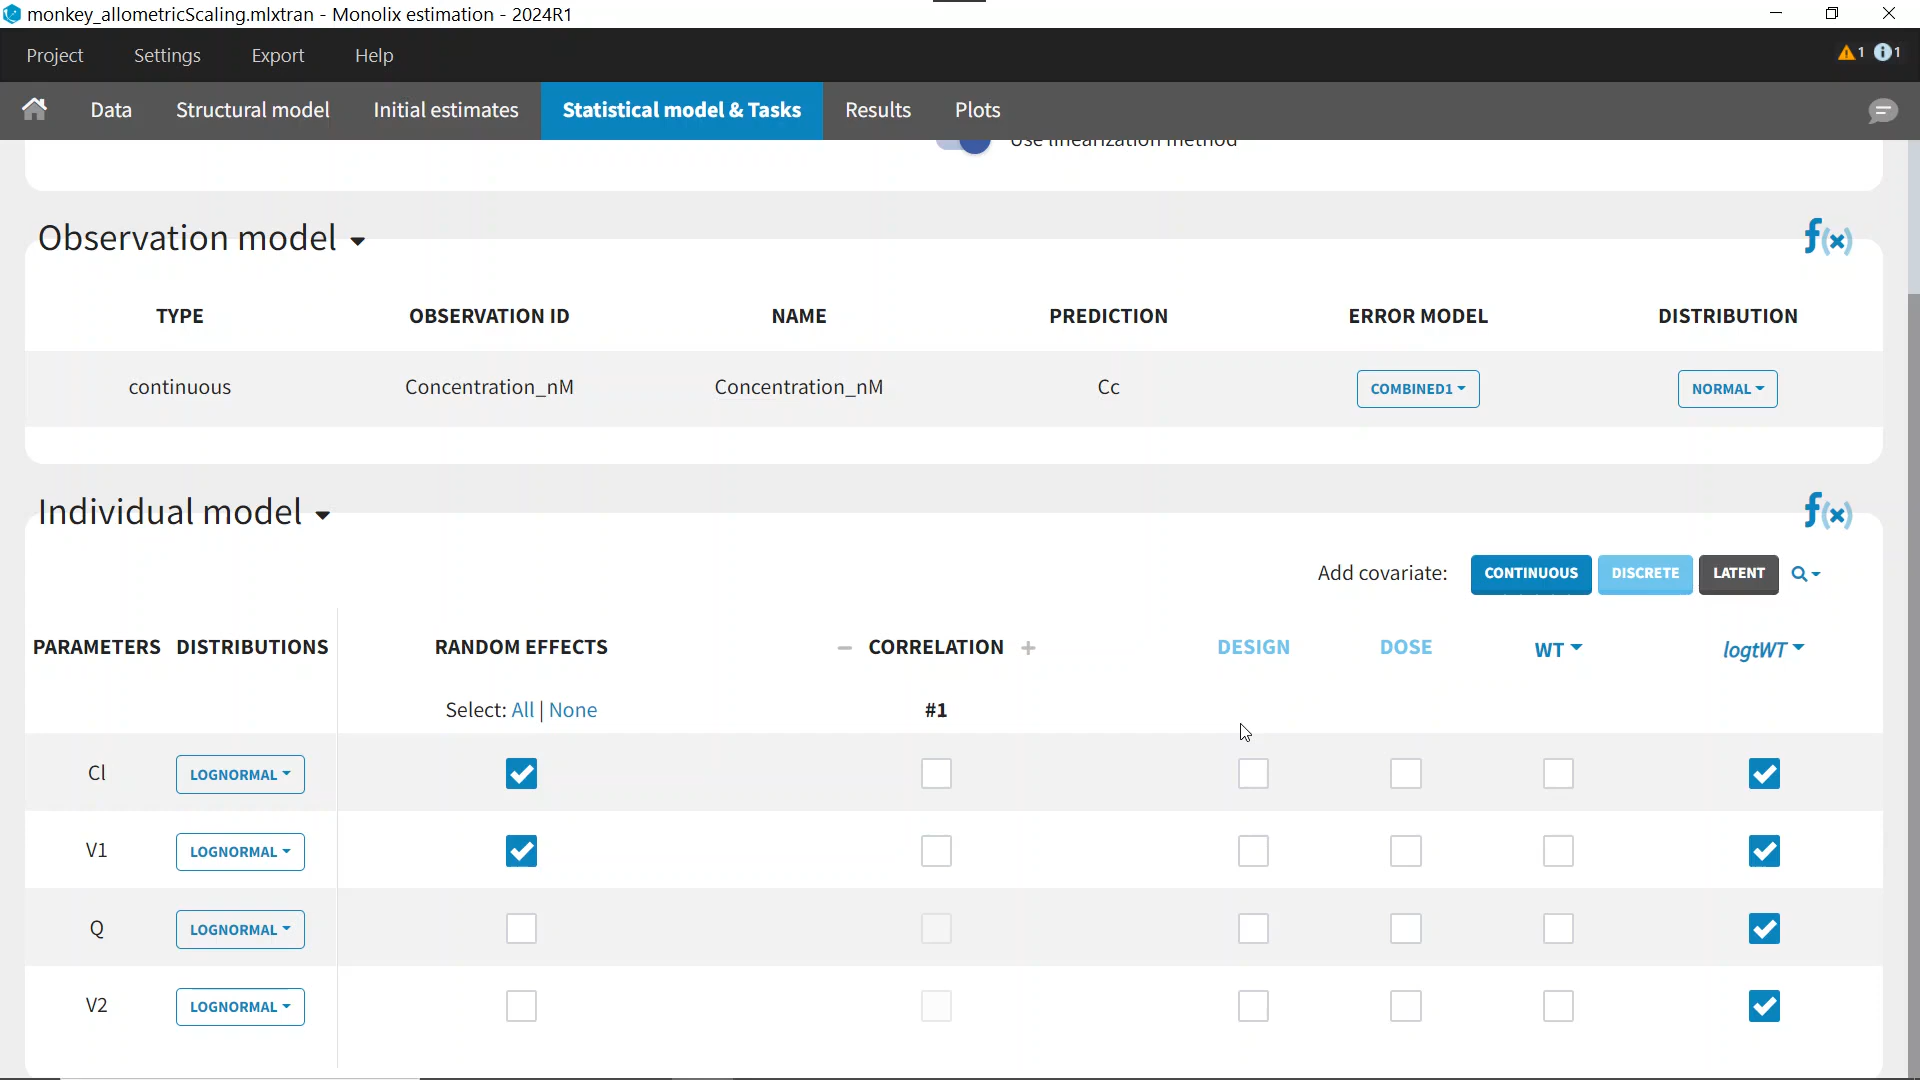 monkey_allometricScaling.mlxtran - Monolix estimation - 2024R1
Project Settings Export Help 1 1
Data Structural model Initial estimates Statistical model & Tasks Results Plots
Use linearization method
Observation model
f(x)
TYPE OBSERVATION ID NAME PREDICTION ERROR MODEL DISTRIBUTION
continuous Concentration_nM Concentration_nM Cc COMBINED1 NORMAL
Individual model
f(x)
Add covariate: CONTINUOUS DISCRETE LATENT
PARAMETERS DISTRIBUTIONS RANDOM EFFECTS − CORRELATION + DESIGN DOSE WT logtWT
Select: All | None #1
Cl LOGNORMAL
V1 LOGNORMAL
Q LOGNORMAL
V2 LOGNORMAL